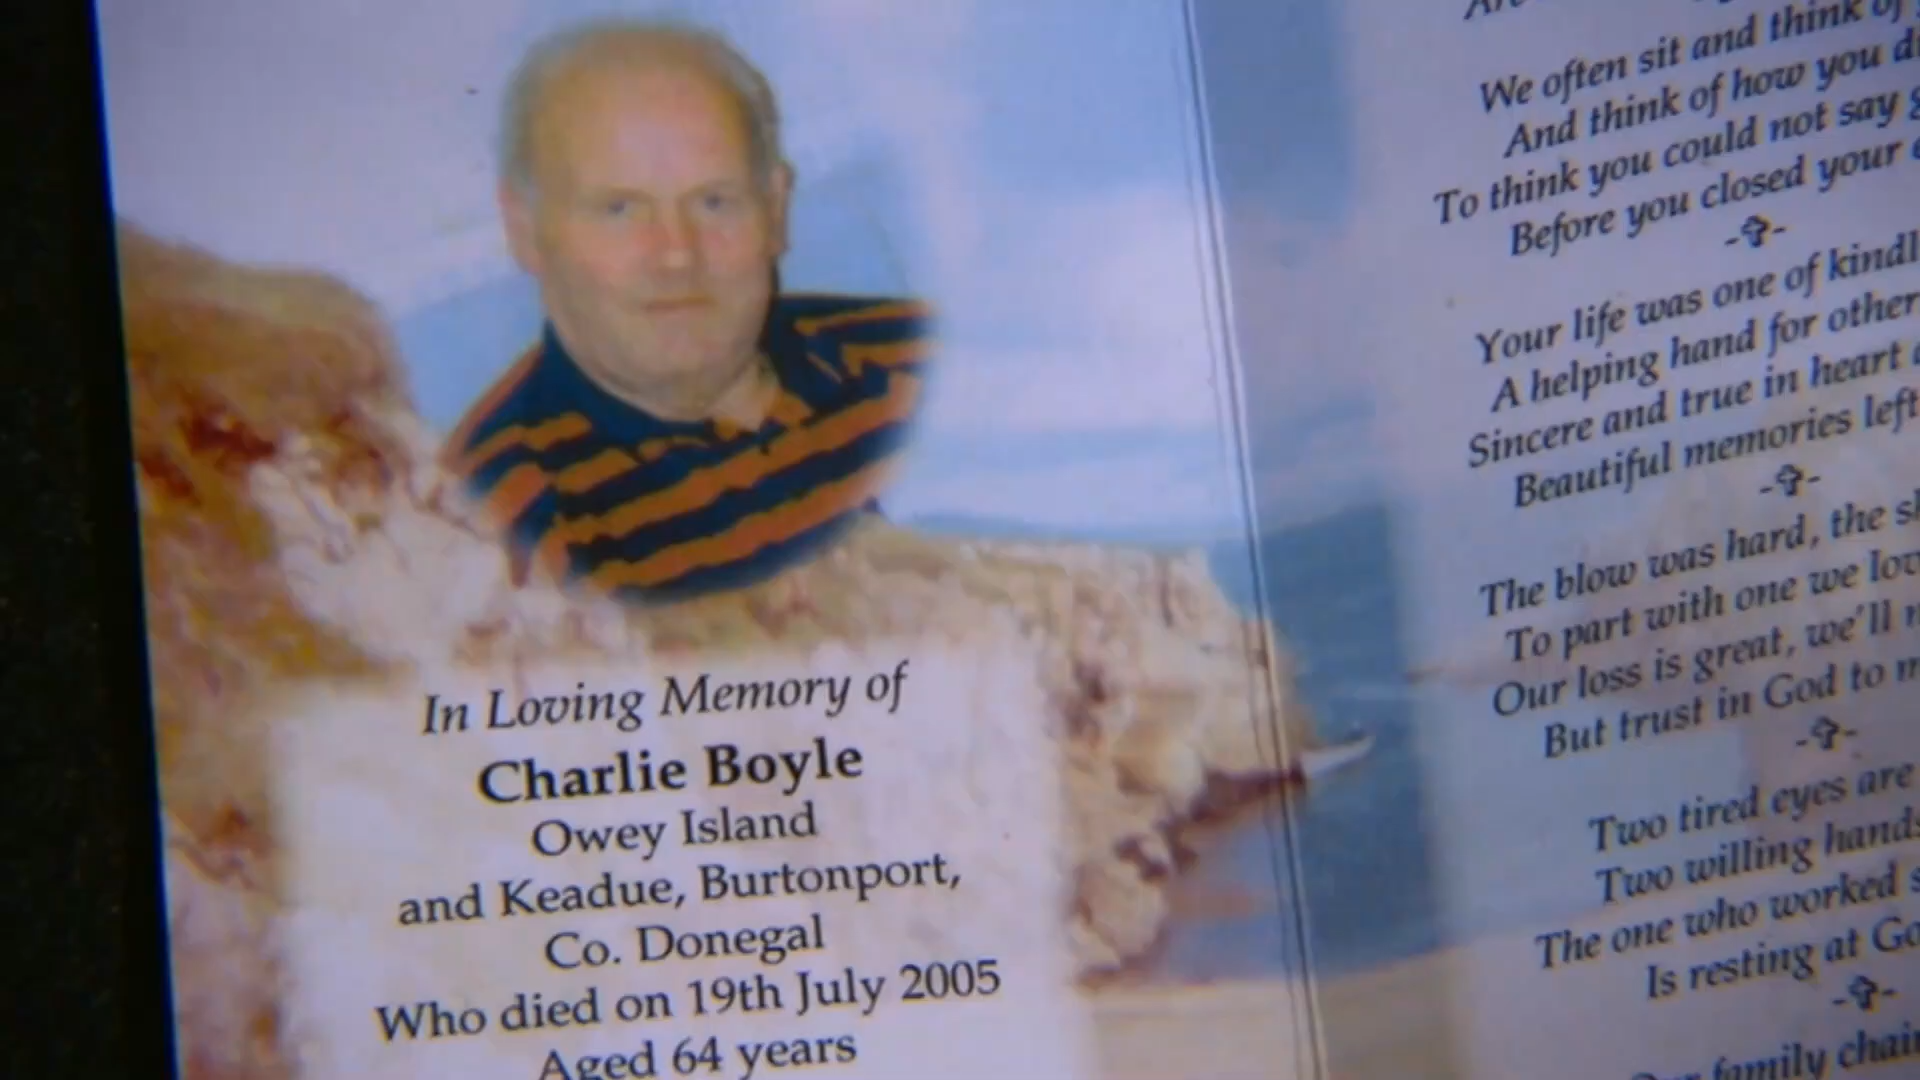 In Loving Memory of
Charlie Boyle
Owey Island
and Keadue, Burtonport,
Co. Donegal
Who died on 19th July 2005
Aged 64 years
We often sit and think of
And think of how you
To think you could not say
Before you closed your
Your life was one of
A helping hand for
Sincere and true in heart
Beautiful memories left
The blow was hard, the
To part with one we
Our loss is great, we'll
But trust in God to
Two tired eyes are
Two willing
The one who worked
Is resting at
family